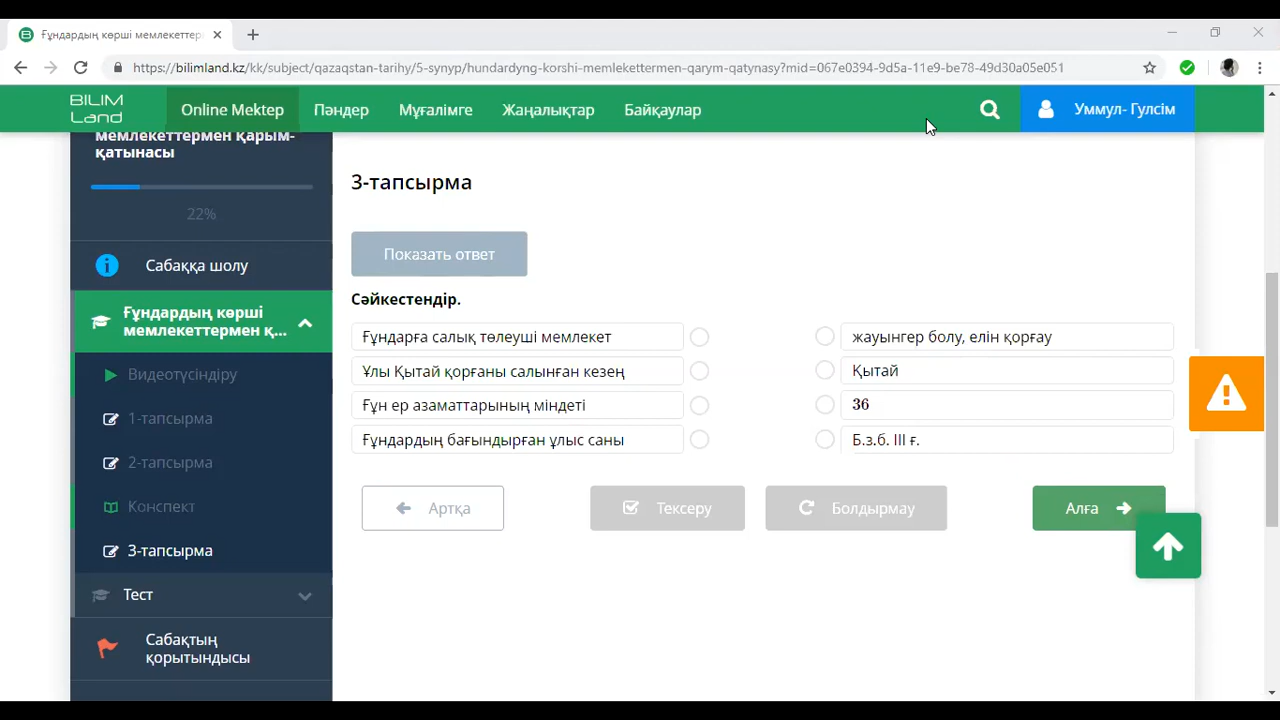 Ғұндардың көрші мемлекеттер
https://bilimland.kz/kk/subject/qazaqstan-tarihy/5-synyp/hundardyng-korshi-memlekettermen-qarym-qatynasy?mid=067e0394-9d5a-11e9-be78-49d30a05e051
BILIM Land
Online Mektep
Пәндер
Мұғалімге
Жаңалықтар
Байқаулар
Уммул- Гулсім
мемлекеттермен қарым-
қатынасы
22%
Сабаққа шолу
Ғұндардың көрші
мемлекеттермен қ...
Видеотүсіндіру
1-тапсырма
2-тапсырма
Конспект
3-тапсырма
Тест
Сабақтың
қорытындысы
3-тапсырма
Показать ответ
Сәйкестендір.
Ғұндарға салық төлеуші мемлекет
жауынгер болу, елін қорғау
Ұлы Қытай қорғаны салынған кезең
Қытай
Ғұн ер азаматтарының міндеті
36
Ғұндардың бағындырған ұлыс саны
Б.з.б. III ғ.
Артқа
Тексеру
Болдырмау
Алға